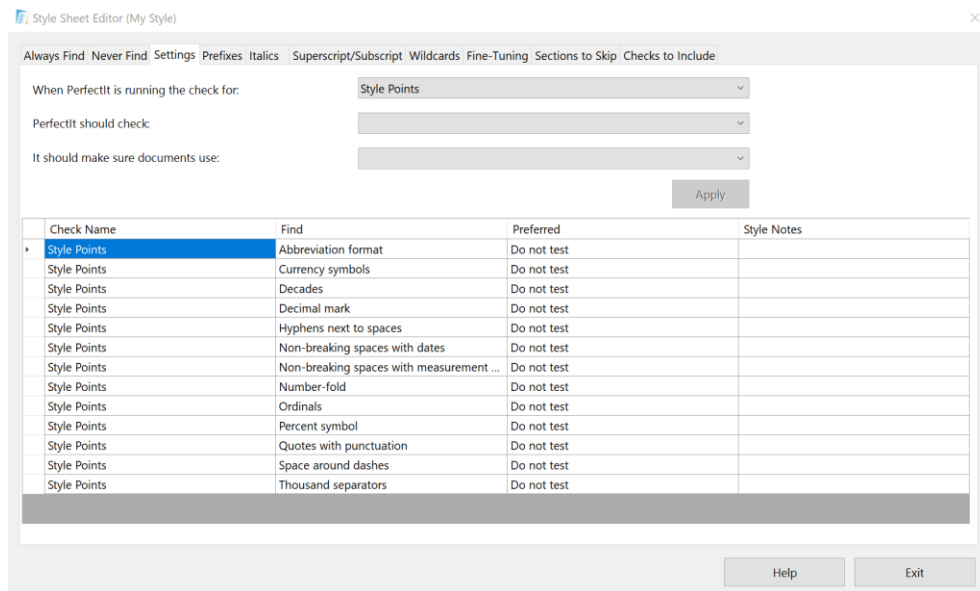 Style Sheet Editor (My Style)
Always Find Never Find Settings Prefixes Italics Superscript/Subscript Wildcards Fine-Tuning Sections to Skip Checks to Include
When PerfectIt is running the check for: Style Points
PerfectIt should check:
It should make sure documents use:
Apply
Check Name Find Preferred Style Notes
Style Points Abbreviation format Do not test
Style Points Currency symbols Do not test
Style Points Decades Do not test
Style Points Decimal mark Do not test
Style Points Hyphens next to spaces Do not test
Style Points Non-breaking spaces with dates Do not test
Style Points Non-breaking spaces with measurement ... Do not test
Style Points Number-fold Do not test
Style Points Ordinals Do not test
Style Points Percent symbol Do not test
Style Points Quotes with punctuation Do not test
Style Points Space around dashes Do not test
Style Points Thousand separators Do not test
Help Exit